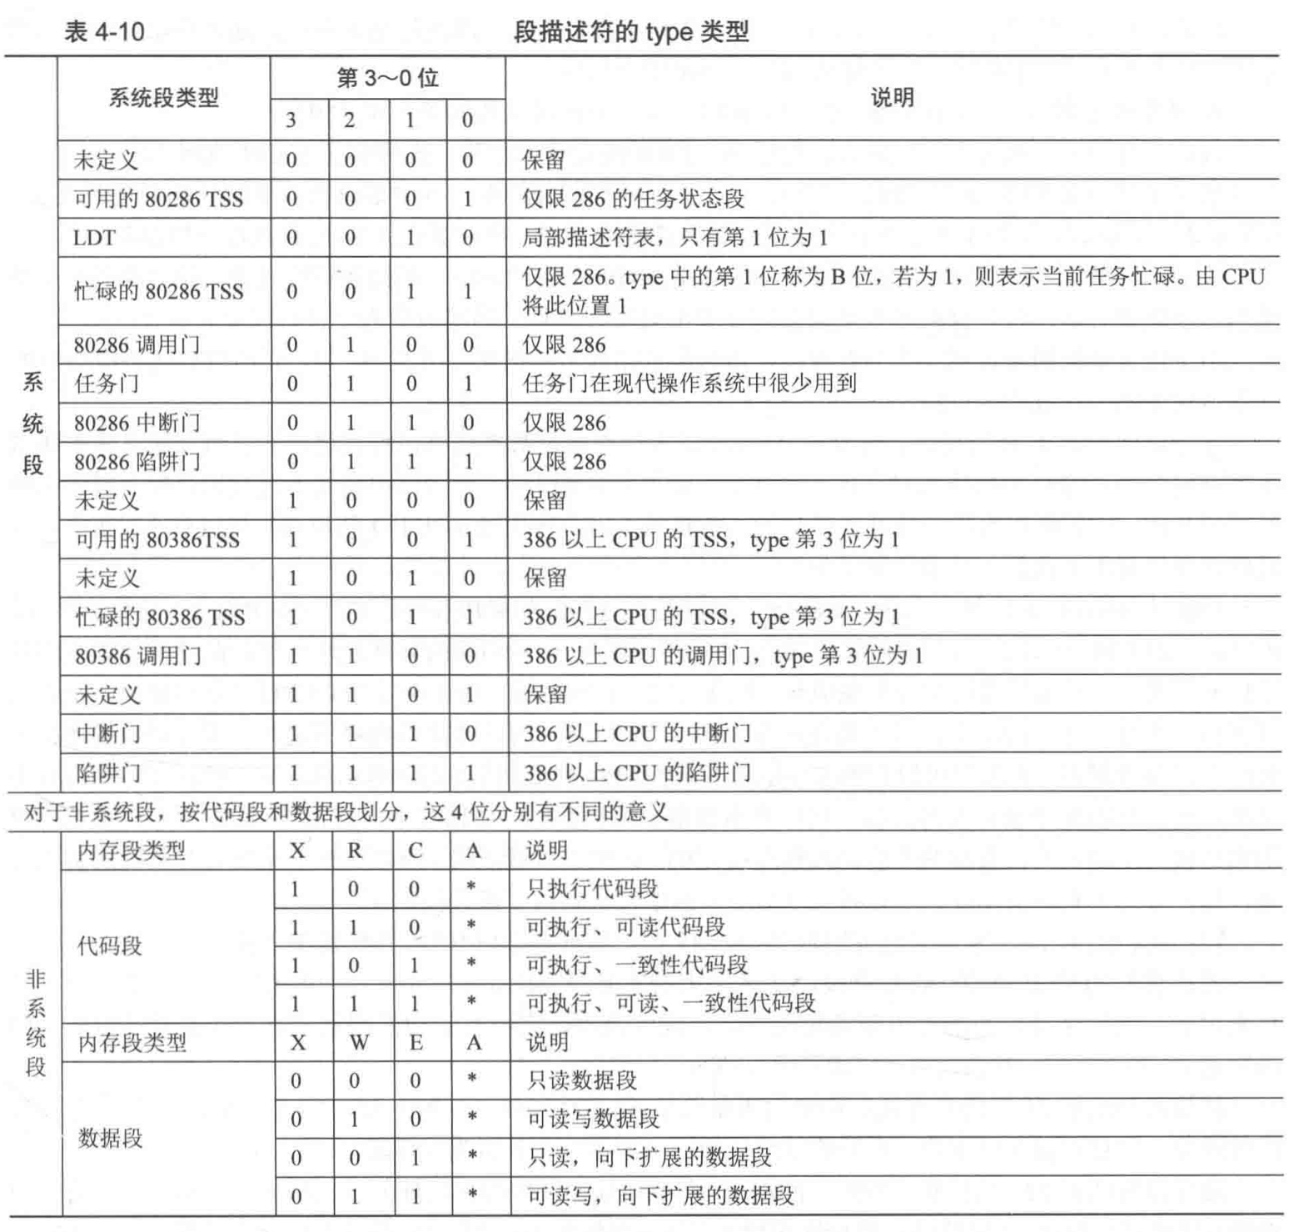 表 4-10 段描述符的 type 类型
系统段类型 第 3～0 位 说明
3 2 1 0
系统段
未定义 0 0 0 0 保留
可用的 80286 TSS 0 0 0 1 仅限 286 的任务状态段
LDT 0 0 1 0 局部描述符表，只有第 1 位为 1
忙碌的 80286 TSS 0 0 1 1 仅限 286。type 中的第 1 位称为 B 位，若为 1，则表示当前任务忙碌。由 CPU
将此位置 1
80286 调用门 0 1 0 0 仅限 286
任务门 0 1 0 1 任务门在现代操作系统中很少用到
80286 中断门 0 1 1 0 仅限 286
80286 陷阱门 0 1 1 1 仅限 286
未定义 1 0 0 0 保留
可用的 80386TSS 1 0 0 1 386 以上 CPU 的 TSS，type 第 3 位为 1
未定义 1 0 1 0 保留
忙碌的 80386 TSS 1 0 1 1 386 以上 CPU 的 TSS，type 第 3 位为 1
80386 调用门 1 1 0 0 386 以上 CPU 的调用门，type 第 3 位为 1
未定义 1 1 0 1 保留
中断门 1 1 1 0 386 以上 CPU 的中断门
陷阱门 1 1 1 1 386 以上 CPU 的陷阱门
对于非系统段，按代码段和数据段划分，这 4 位分别有不同的意义
非系统段
内存段类型 X R C A 说明
代码段
1 0 0 * 只执行代码段
1 1 0 * 可执行、可读代码段
1 0 1 * 可执行、一致性代码段
1 1 1 * 可执行、可读、一致性代码段
内存段类型 X W E A 说明
数据段
0 0 0 * 只读数据段
0 1 0 * 可读写数据段
0 0 1 * 只读，向下扩展的数据段
0 1 1 * 可读写，向下扩展的数据段